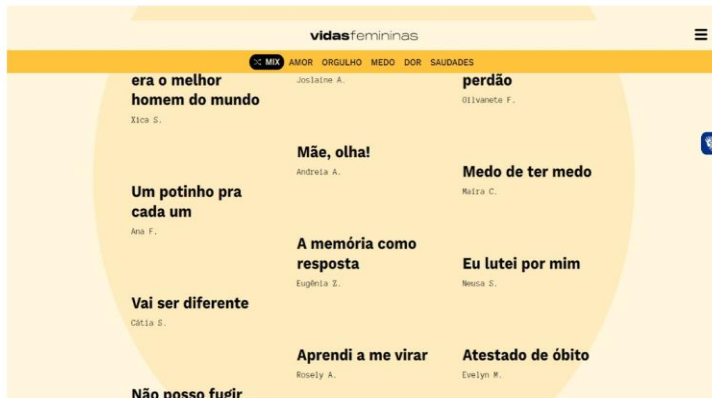 vidasfemininas
MIX AMOR ORGULHO MEDO DOR SAUDADES
era o melhor
homem do mundo
Xica S.
Um potinho pra
cada um
Ana F.
Vai ser diferente
Cátia S.
Não posso fugir
Joslaine A.
Mãe, olha!
Andreia A.
A memória como
resposta
Eugênia Z.
Aprendi a me virar
Rosely A.
perdão
Olivanete F.
Medo de ter medo
Maíra C.
Eu lutei por mim
Neusa S.
Atestado de óbito
Evelyn M.